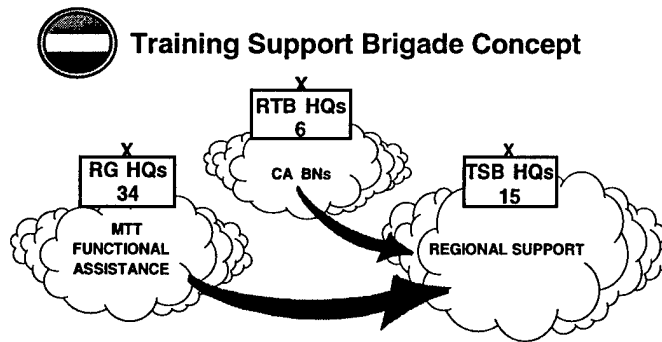 Training Support Brigade Concept
X
RTB HQs
6
CA BNs
X
RG HQs
34
MTT
FUNCTIONAL
ASSISTANCE
X
TSB HQs
15
REGIONAL SUPPORT